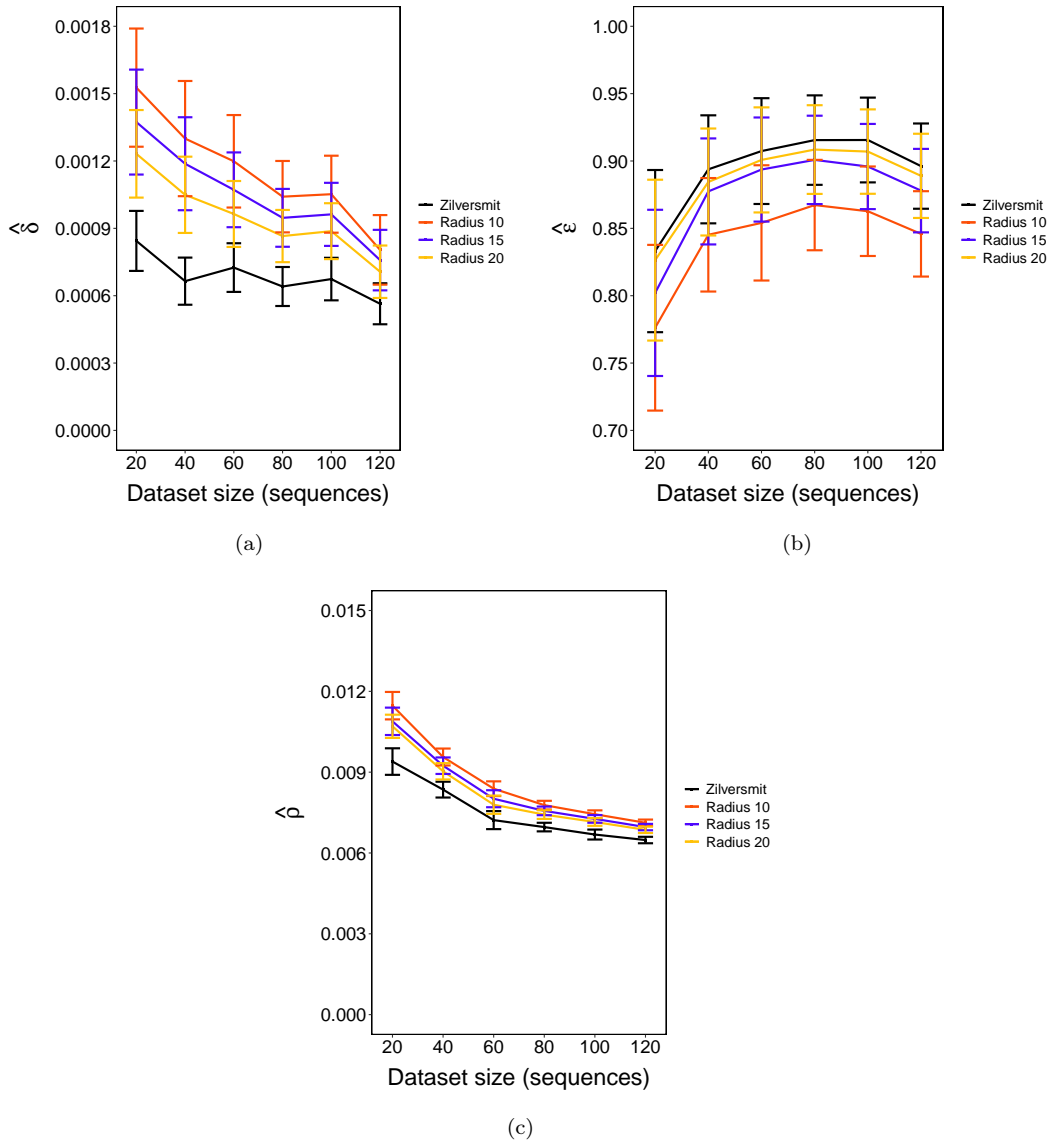 0.0018
0.0015
0.0012
0.0009
0.0006
0.0003
0.0000
δ̂
20 40 60 80 100 120
Dataset size (sequences)
Zilversmit
Radius 10
Radius 15
Radius 20
(a)
1.00
0.95
0.90
0.85
0.80
0.75
0.70
ε̂
20 40 60 80 100 120
Dataset size (sequences)
Zilversmit
Radius 10
Radius 15
Radius 20
(b)
0.015
0.012
0.009
0.006
0.003
0.000
ρ̂
20 40 60 80 100 120
Dataset size (sequences)
Zilversmit
Radius 10
Radius 15
Radius 20
(c)